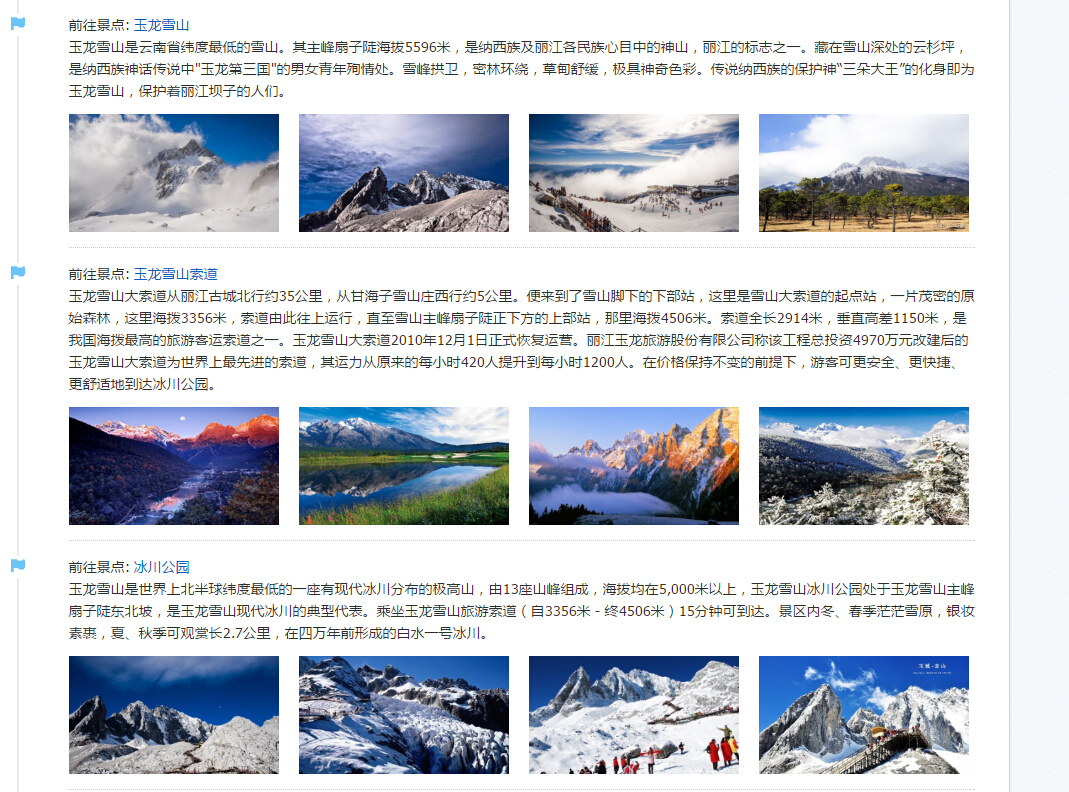 前往景点: 玉龙雪山
玉龙雪山是云南省纬度最低的雪山。其主峰扇子陡海拔5596米，是纳西族及丽江各民族心目中的神山，丽江的标志之一。藏在雪山深处的云杉坪，
是纳西族神话传说中"玉龙第三国"的男女青年殉情处。雪峰拱卫，密林环绕，草甸舒缓，极具神奇色彩。传说纳西族的保护神“三朵大王”的化身即为
玉龙雪山，保护着丽江坝子的人们。
前往景点: 玉龙雪山索道
玉龙雪山大索道从丽江古城北行约35公里，从甘海子雪山庄西行约5公里。便来到了雪山脚下的下部站，这里是雪山大索道的起点站，一片茂密的原
始森林，这里海拨3356米，索道由此往上运行，直至雪山主峰扇子陡正下方的上部站，那里海拨4506米。索道全长2914米，垂直高差1150米，是
我国海拨最高的旅游客运索道之一。玉龙雪山大索道2010年12月1日正式恢复运营。丽江玉龙旅游股份有限公司称该工程总投资4970万元改建后的
玉龙雪山大索道为世界上最先进的索道，其运力从原来的每小时420人提升到每小时1200人。在价格保持不变的前提下，游客可更安全、更快捷、
更舒适地到达冰川公园。
前往景点: 冰川公园
玉龙雪山是世界上北半球纬度最低的一座有现代冰川分布的极高山，由13座山峰组成，海拔均在5,000米以上，玉龙雪山冰川公园处于玉龙雪山主峰
扇子陡东北坡，是玉龙雪山现代冰川的典型代表。乘坐玉龙雪山旅游索道（自3356米－终4506米）15分钟可到达。景区内冬、春季茫茫雪原，银妆
素裹，夏、秋季可观赏长2.7公里，在四万年前形成的白水一号冰川。